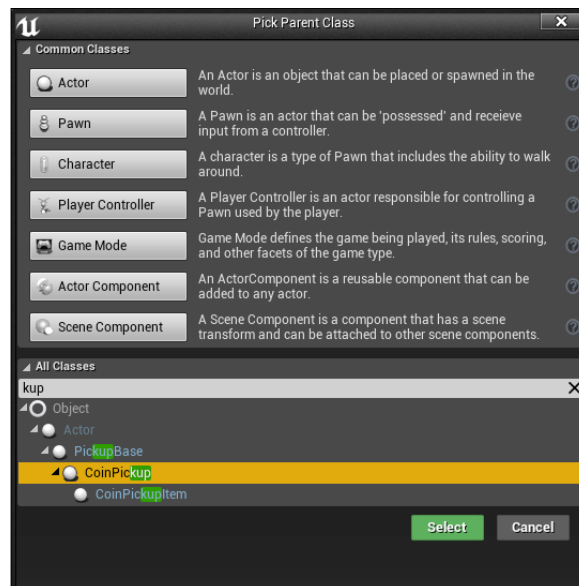 Pick Parent Class
Common Classes
Actor
An Actor is an object that can be placed or spawned in the
world.
Pawn
A Pawn is an actor that can be 'possessed' and receieve
input from a controller.
Character
A character is a type of Pawn that includes the ability to walk
around.
Player Controller
A Player Controller is an actor responsible for controlling a
Pawn used by the player.
Game Mode
Game Mode defines the game being played, its rules, scoring,
and other facets of the game type.
Actor Component
An ActorComponent is a reusable component that can be
added to any actor.
Scene Component
A Scene Component is a component that has a scene
transform and can be attached to other scene components.
All Classes
kup
Object
Actor
PickupBase
CoinPickup
CoinPickupItem
Select Cancel